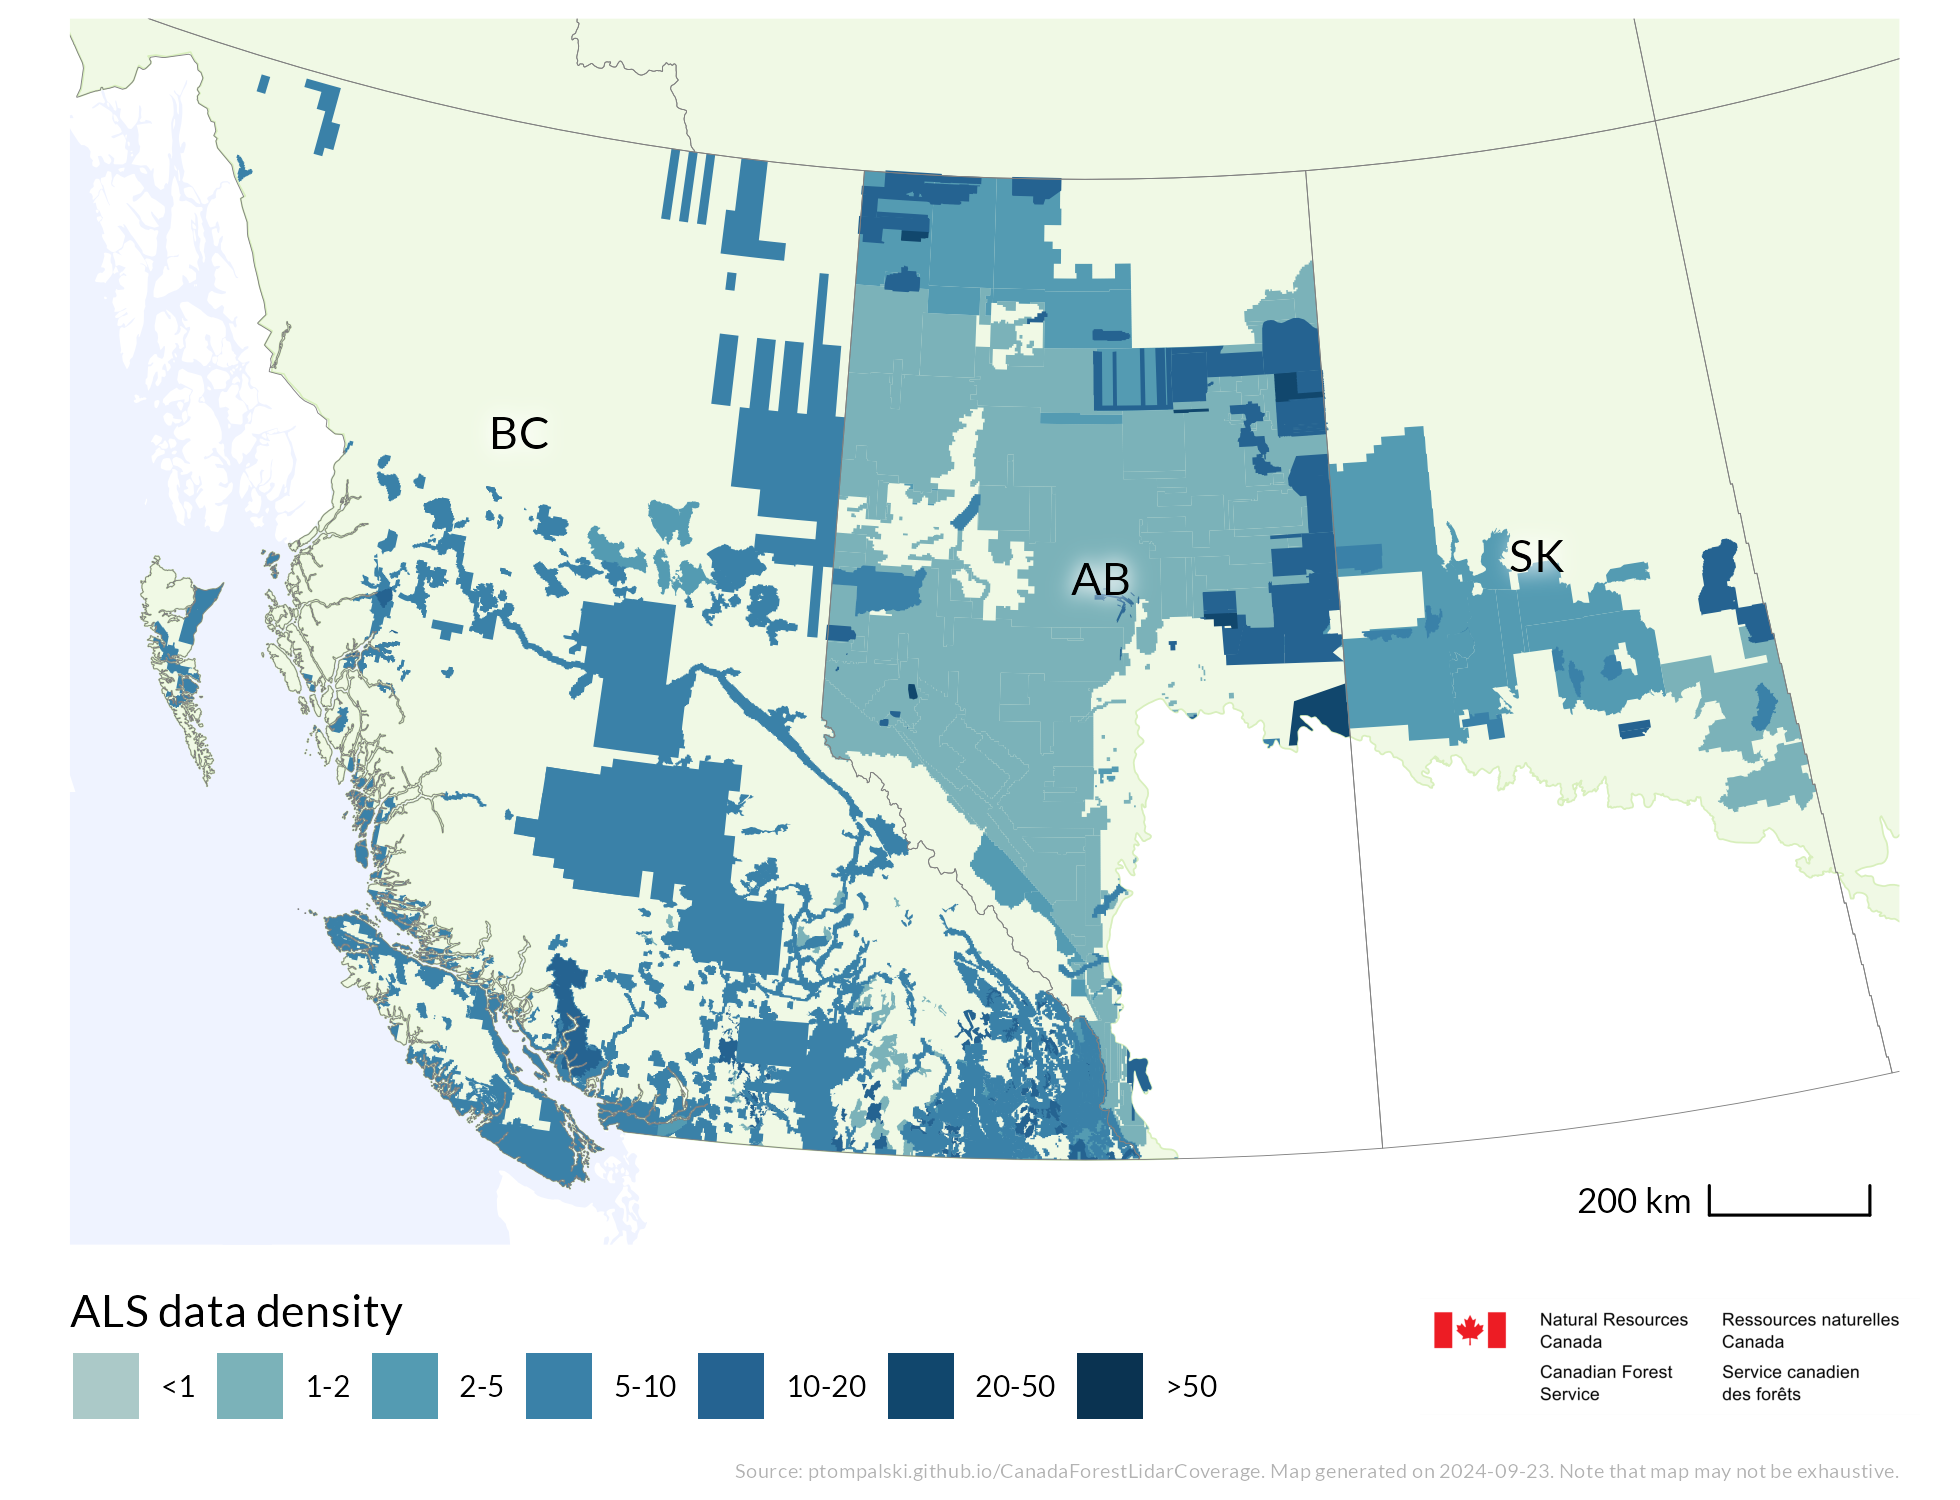 BC
AB
SK
200 km
ALS data density
<1
1-2
2-5
5-10
10-20
20-50
>50
Natural Resources
Canada
Canadian Forest
Service
Ressources naturelles
Canada
Service canadien
des forêts
Source: ptompalski.github.io/CanadaForestLidarCoverage. Map generated on 2024-09-23. Note that map may not be exhaustive.